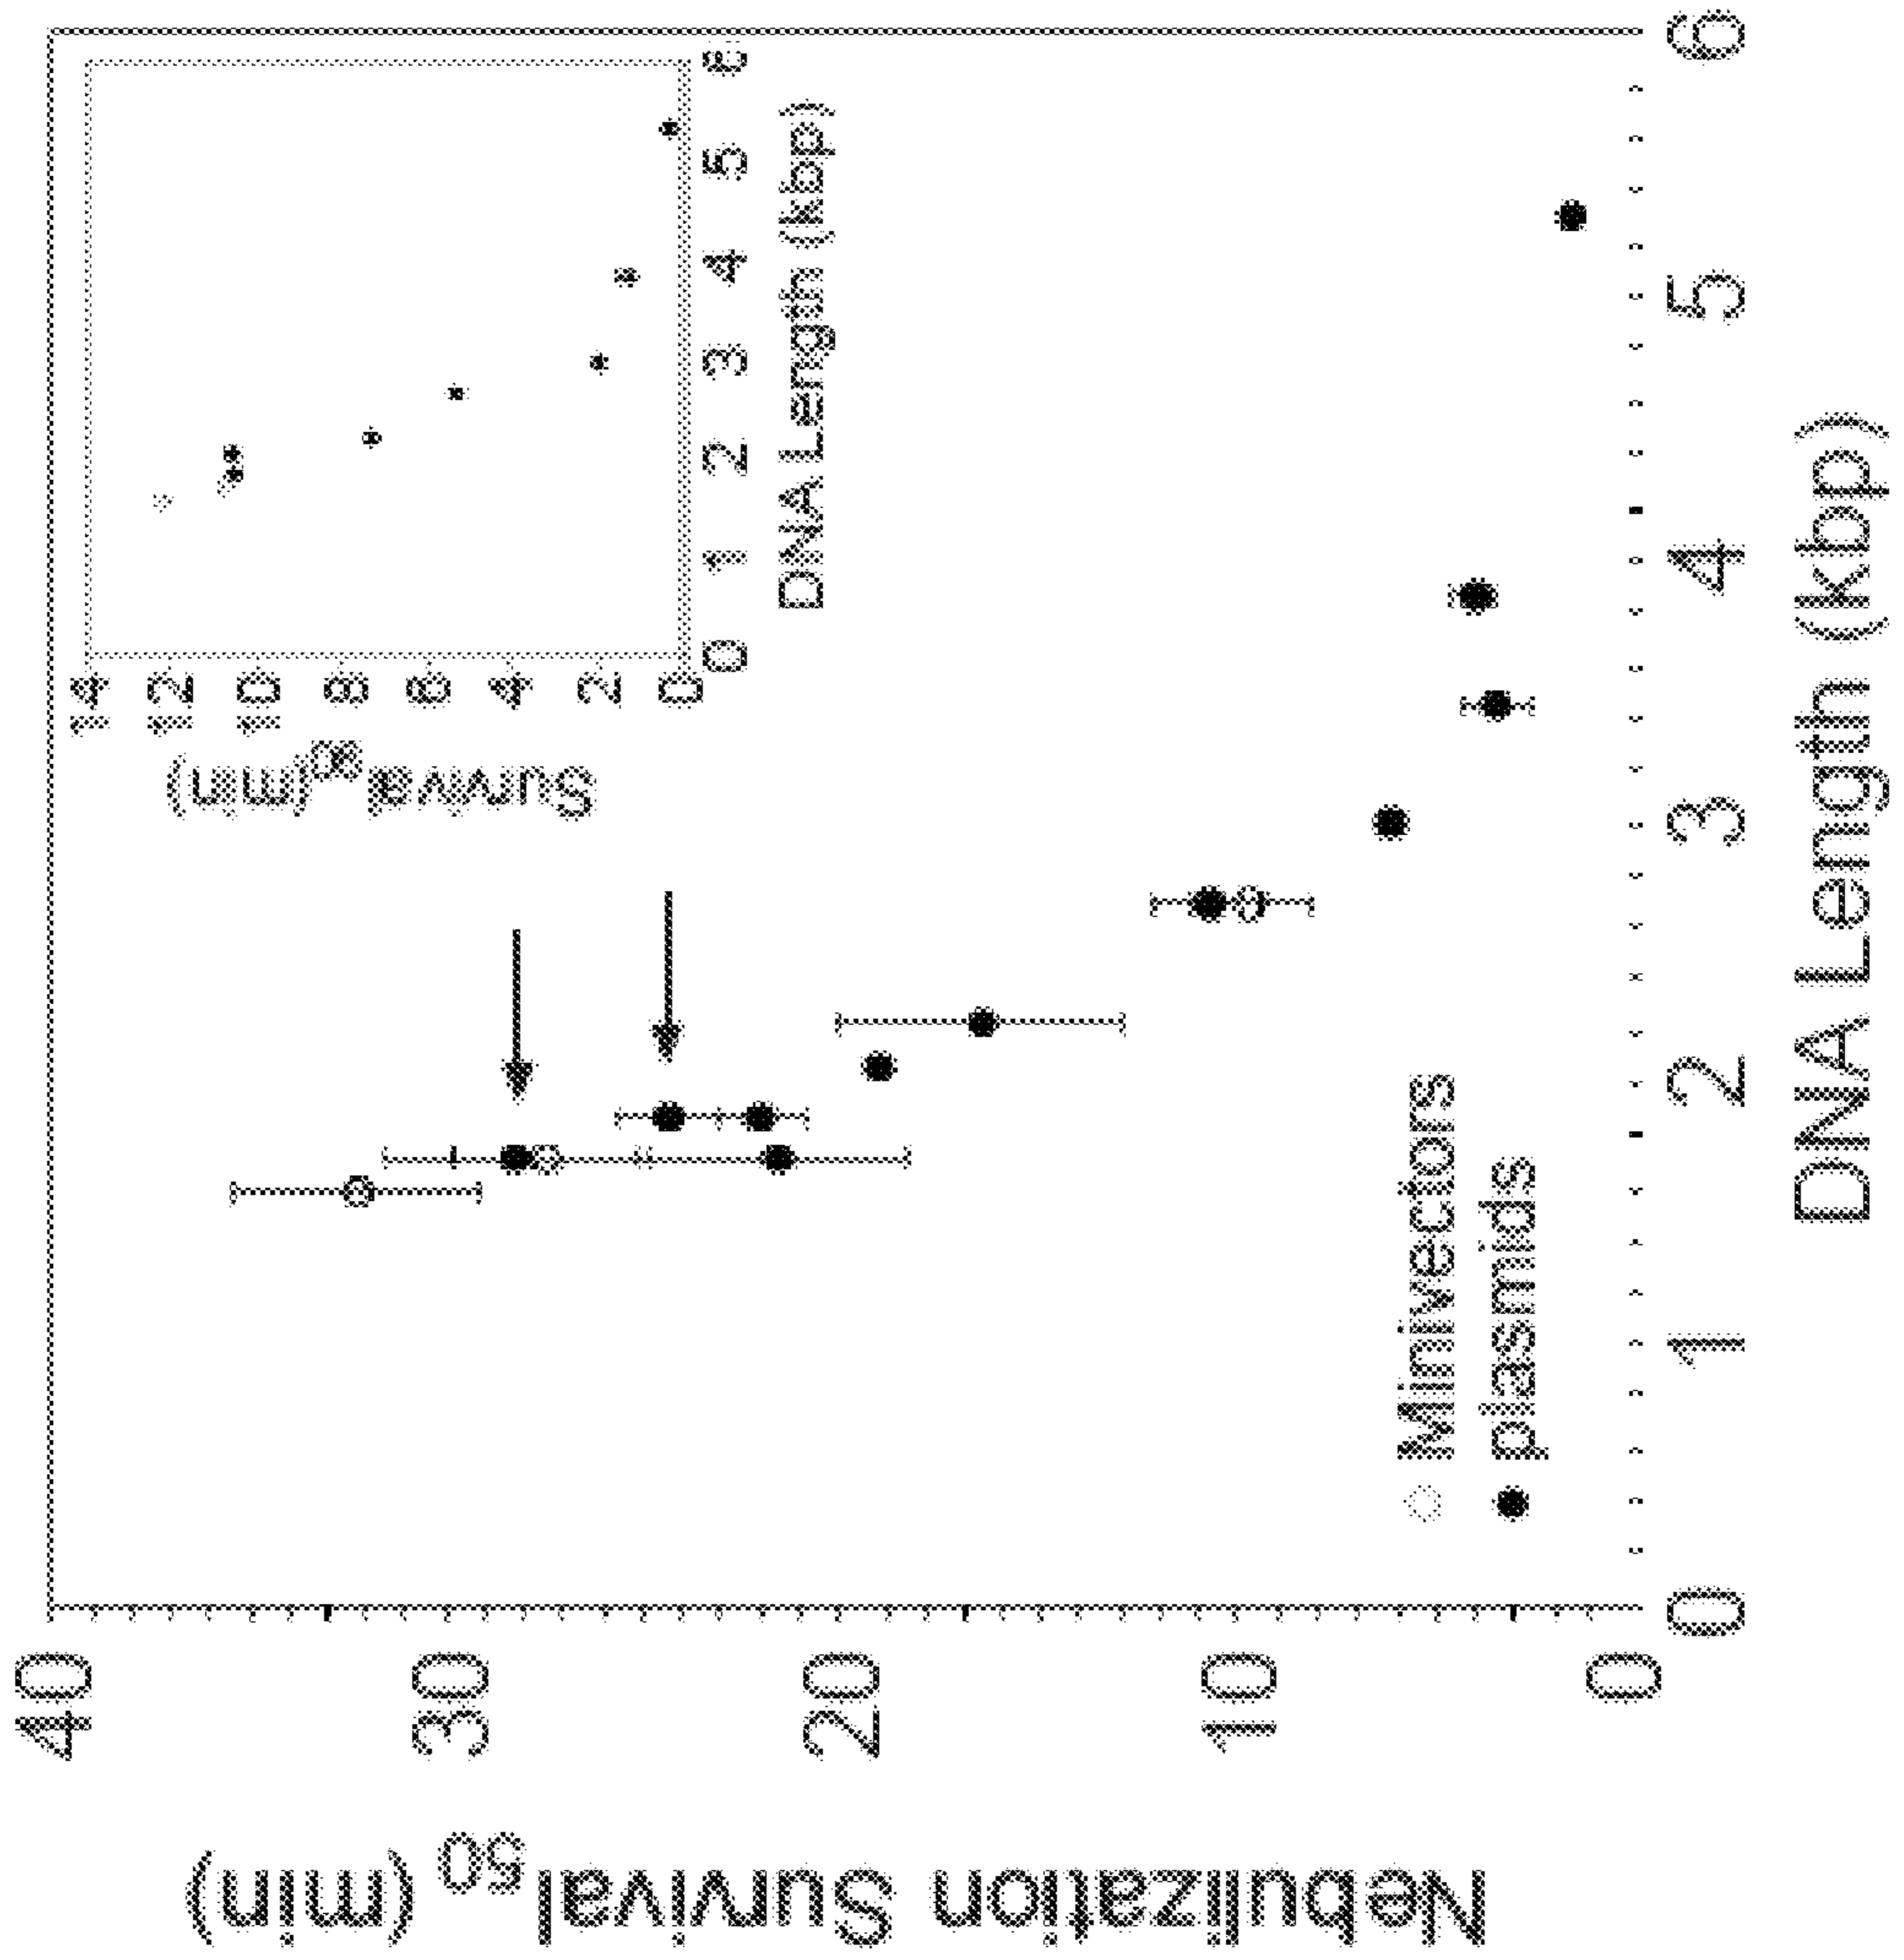 Nebulization Survival50 (min)
40
30
20
10
0
0 1 2 3 4 5 6
DNA Length (kbp)
Minivectors
plasmids
Survival80 (min)
14
12
10
8
6
4
2
0
0 1 2 3 4 5 6
DNA Length (kbp)